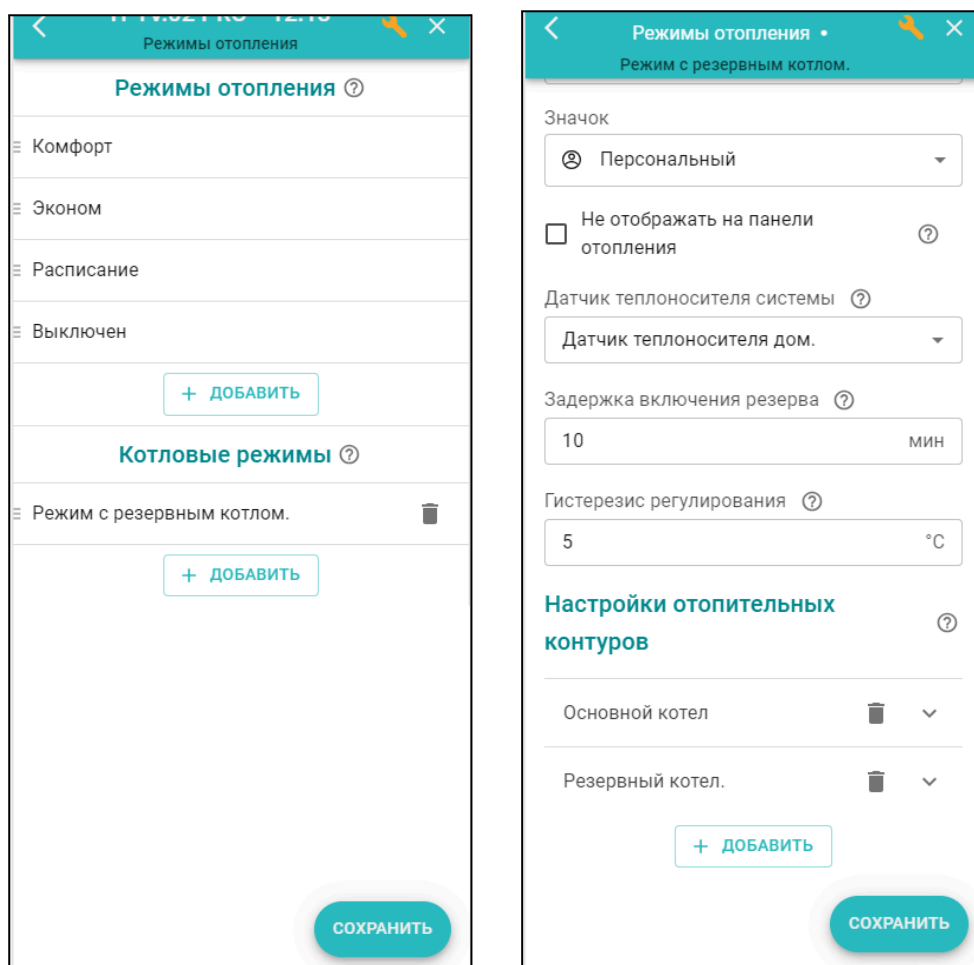 Режимы отопления
Режимы отопления
Комфорт
Эконом
Расписание
Выключен
+ ДОБАВИТЬ
Котловые режимы
Режим с резервным котлом.
+ ДОБАВИТЬ
СОХРАНИТЬ
Режимы отопления •
Режим с резервным котлом.
Значок
Персональный
Не отображать на панели
отопления
Датчик теплоносителя системы
Датчик теплоносителя дом.
Задержка включения резерва
10 мин
Гистерезис регулирования
5 °C
Настройки отопительных
контуров
Основной котел
Резервный котел.
+ ДОБАВИТЬ
СОХРАНИТЬ